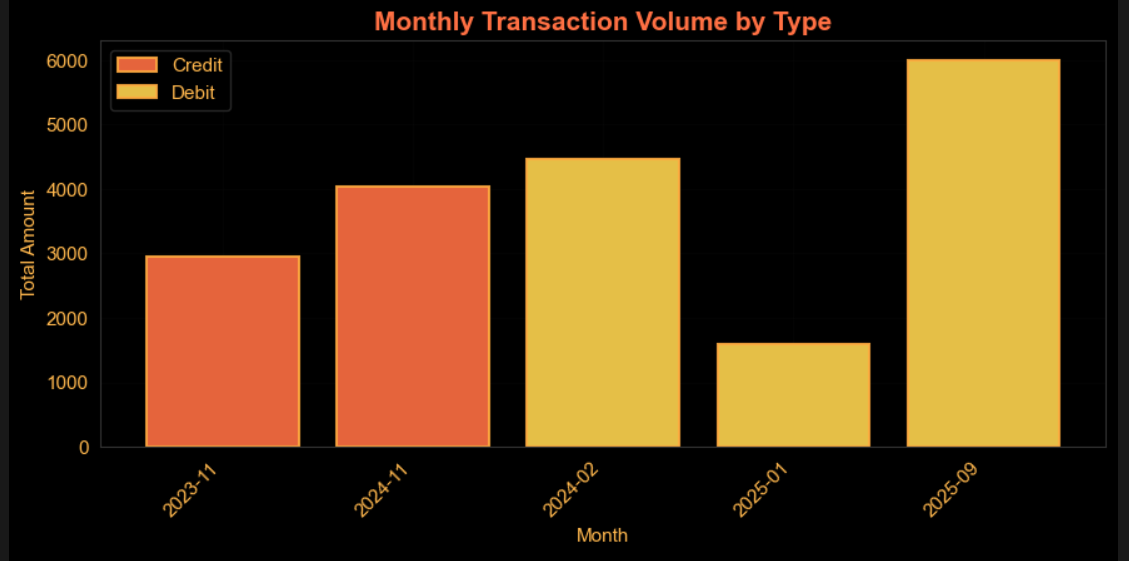 Monthly Transaction Volume by Type
Credit
Debit
Total Amount
6000
5000
4000
3000
2000
1000
0
2023-11
2024-11
2024-02
2025-01
2025-09
Month